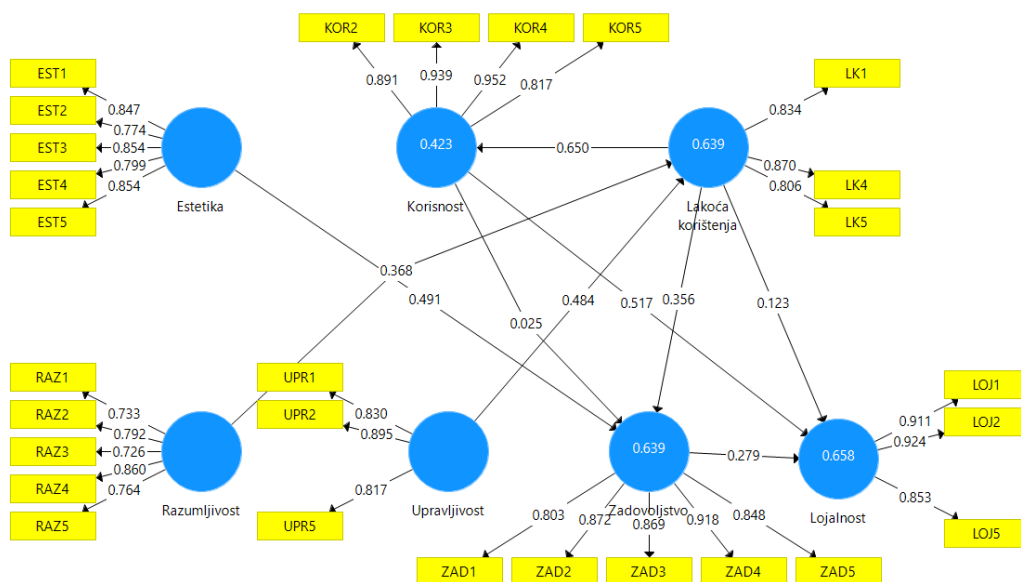 KOR2
KOR3
KOR4
KOR5
0.891
0.939
0.952
0.817
EST1
EST2
EST3
EST4
EST5
0.847
0.774
0.854
0.799
0.854
Estetika
0.423
Korisnost
0.650
0.639
Lakoća
korištenja
LK1
LK4
LK5
0.834
0.870
0.806
0.368
0.491
0.025
0.484
0.517
0.356
0.123
RAZ1
RAZ2
RAZ3
RAZ4
RAZ5
0.733
0.792
0.726
0.860
0.764
Razumljivost
UPR1
UPR2
UPR5
0.830
0.895
0.817
Upravljivost
0.639
Zadovoljstvo
0.279
0.658
Lojalnost
LOJ1
LOJ2
LOJ5
0.911
0.924
0.853
0.803
0.872
0.869
0.918
0.848
ZAD1
ZAD2
ZAD3
ZAD4
ZAD5